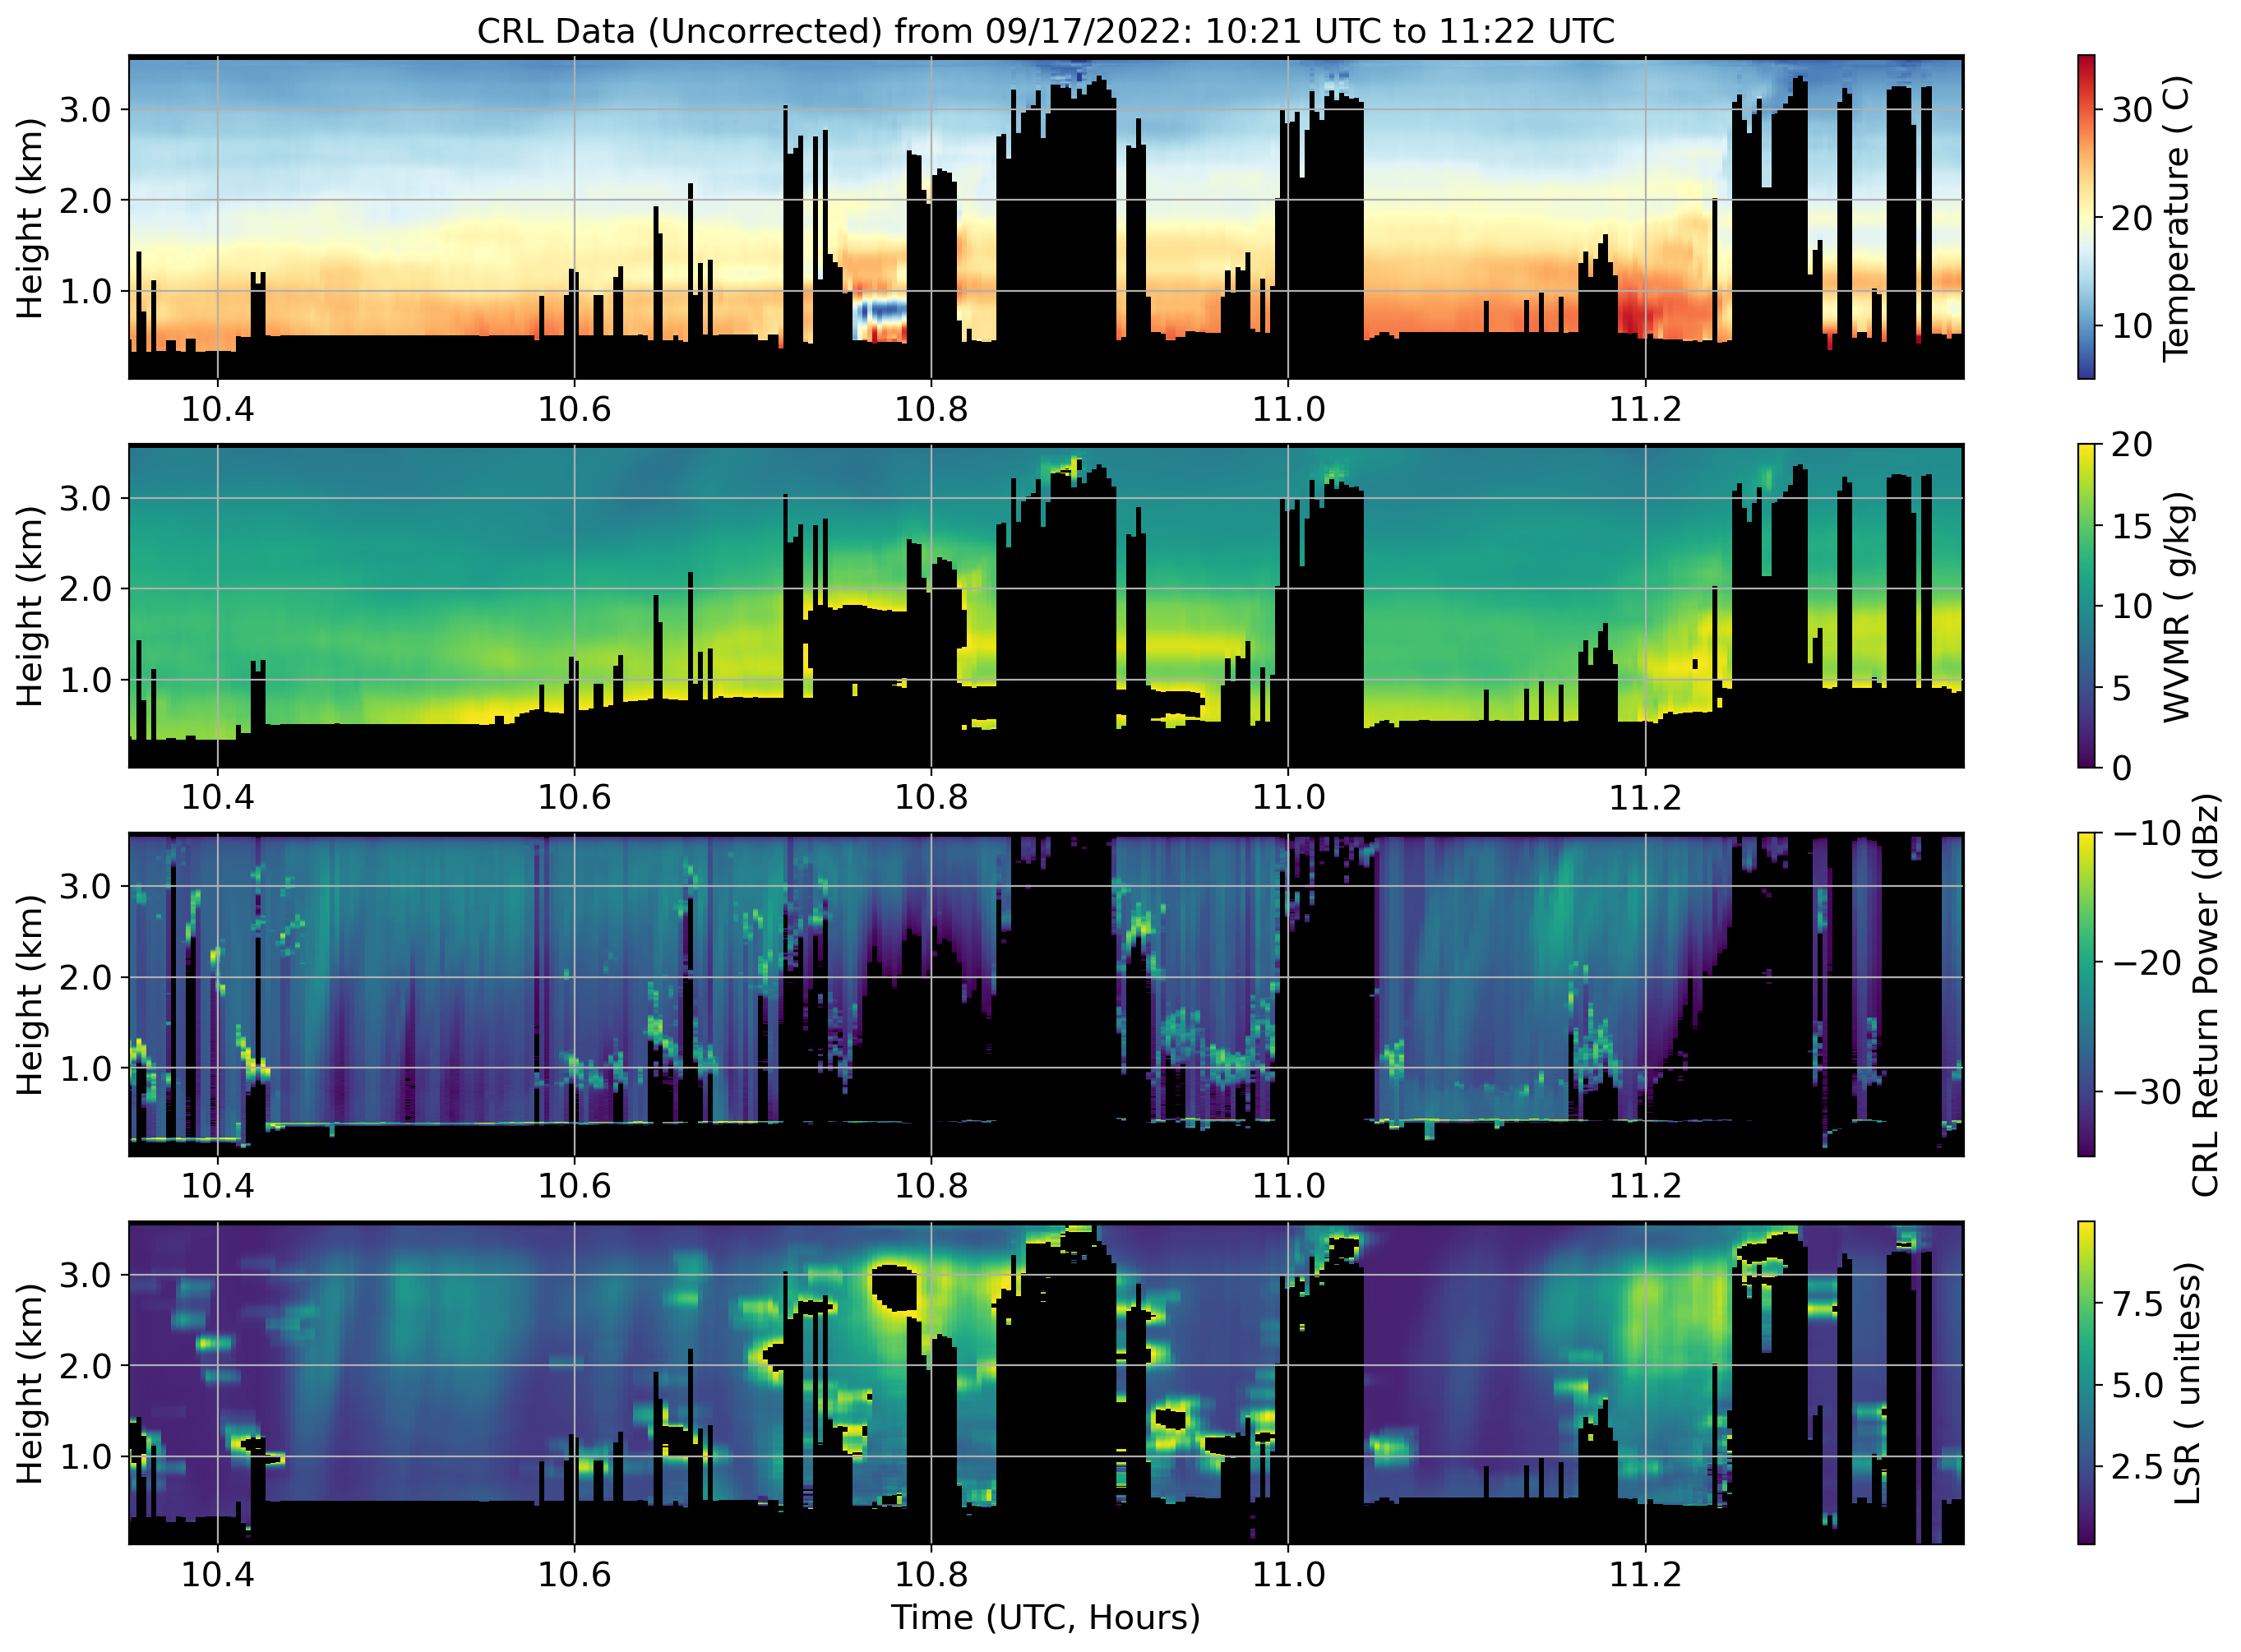 CRL Data (Uncorrected) from 09/17/2022: 10:21 UTC to 11:22 UTC
Height (km)
3.0
2.0
1.0
10.4 10.6 10.8 11.0 11.2
30
20
10
Temperature ( C)
Height (km)
3.0
2.0
1.0
10.4 10.6 10.8 11.0 11.2
20
15
10
5
0
WVMR ( g/kg)
Height (km)
3.0
2.0
1.0
10.4 10.6 10.8 11.0 11.2
−10
−20
−30
CRL Return Power (dBz)
Height (km)
3.0
2.0
1.0
10.4 10.6 10.8 11.0 11.2
7.5
5.0
2.5
LSR ( unitless)
Time (UTC, Hours)